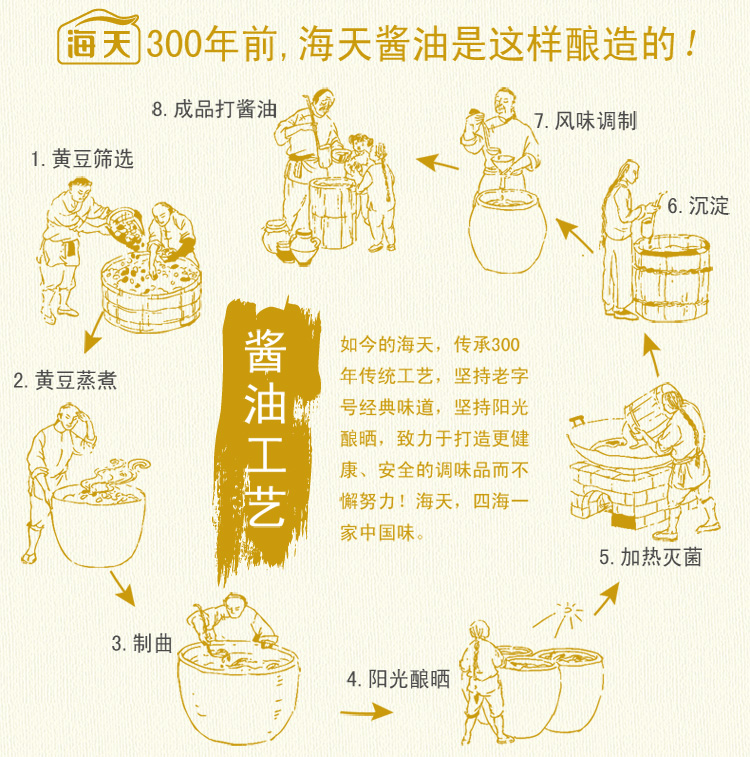 海天
300年前,海天酱油是这样酿造的!
8.成品打酱油
7.风味调制
1.黄豆筛选
6.沉淀
酱油工艺
如今的海天，传承300
年传统工艺，坚持老字
号经典味道，坚持阳光
酿晒，致力于打造更健
康、安全的调味品而不
懈努力！海天，四海一
家中国味。
2.黄豆蒸煮
5.加热灭菌
3.制曲
4.阳光酿晒